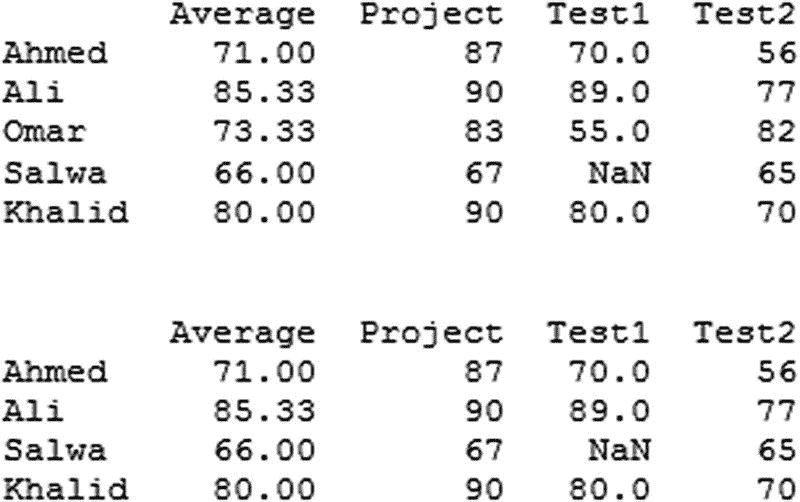 Average Project Test1 Test2
Ahmed 71.00 87 70.0 56
Ali 85.33 90 89.0 77
Omar 73.33 83 55.0 82
Salwa 66.00 67 NaN 65
Khalid 80.00 90 80.0 70
Average Project Test1 Test2
Ahmed 71.00 87 70.0 56
Ali 85.33 90 89.0 77
Salwa 66.00 67 NaN 65
Khalid 80.00 90 80.0 70